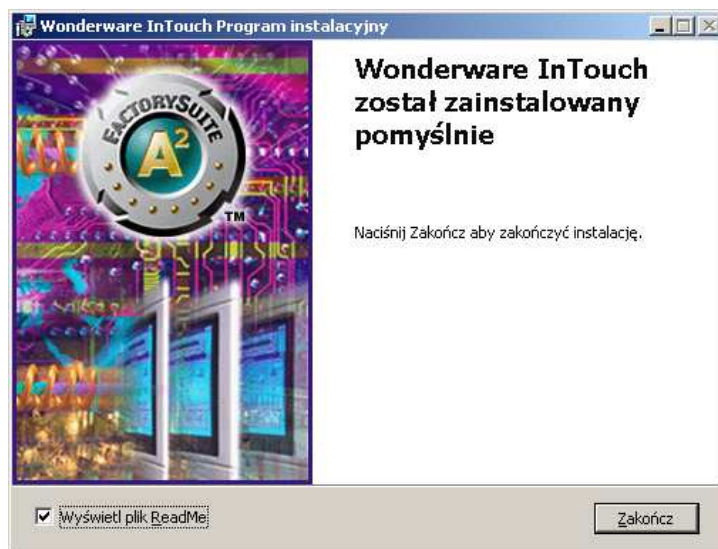 Wonderware InTouch Program instalacyjny
FACTORYSUITE
A²
TM
Wonderware InTouch
został zainstalowany
pomyślnie
Naciśnij Zakończ aby zakończyć instalację.
Wyświetl plik ReadMe
Zakończ